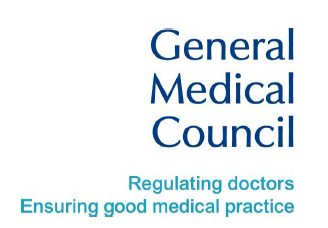 General
Medical
Council
Regulating doctors
Ensuring good medical practice